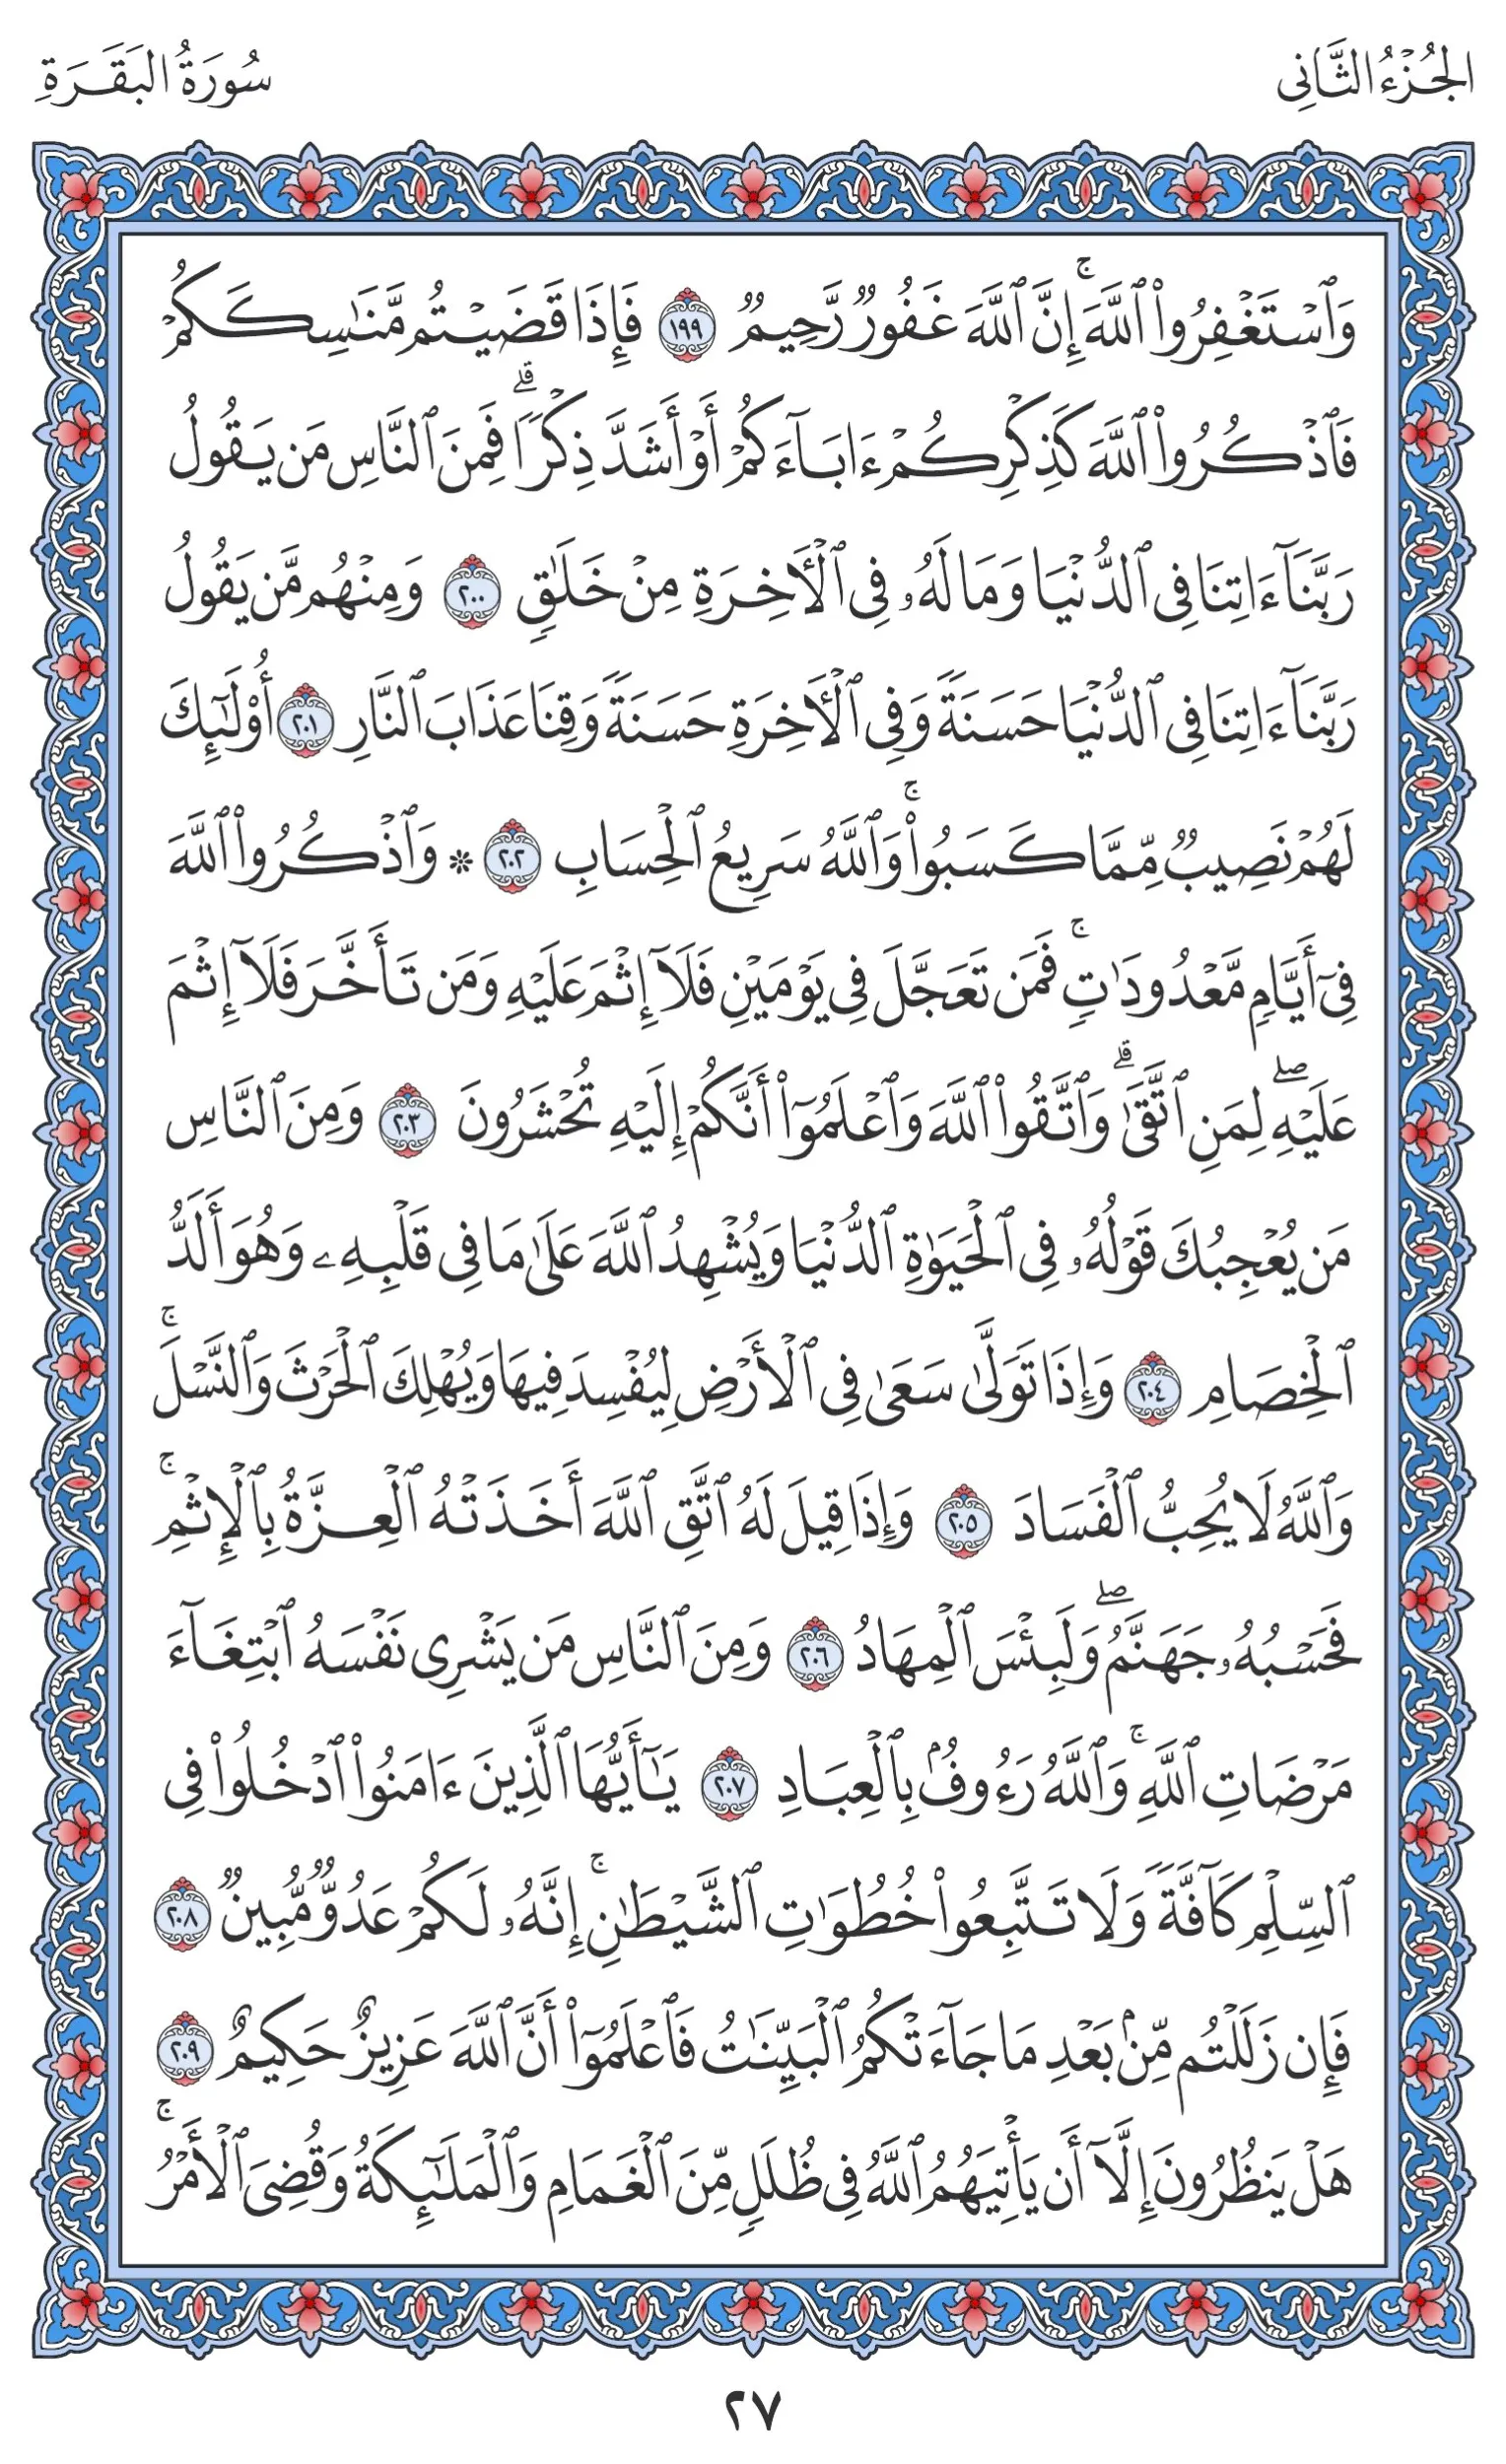 الجُزْءُ الثَّانِى
سُورَةُ البَقَرَةِ
وَٱسۡتَغۡفِرُواْ ٱللَّهَۚ إِنَّ ٱللَّهَ غَفُورٞ رَّحِيمٞ ١٩٩ فَإِذَا قَضَيۡتُم مَّنَٰسِكَكُمۡ
فَٱذۡكُرُواْ ٱللَّهَ كَذِكۡرِكُمۡ ءَابَآءَكُمۡ أَوۡ أَشَدَّ ذِكۡرٗاۗ فَمِنَ ٱلنَّاسِ مَن يَقُولُ
رَبَّنَآ ءَاتِنَا فِى ٱلدُّنۡيَا وَمَا لَهُۥ فِى ٱلۡأٓخِرَةِ مِنۡ خَلَٰقٖ ٢٠٠ وَمِنۡهُم مَّن يَقُولُ
رَبَّنَآ ءَاتِنَا فِى ٱلدُّنۡيَا حَسَنَةٗ وَفِى ٱلۡأٓخِرَةِ حَسَنَةٗ وَقِنَا عَذَابَ ٱلنَّارِ ٢٠١ أُوْلَٰٓئِكَ
لَهُمۡ نَصِيبٞ مِّمَّا كَسَبُواْۚ وَٱللَّهُ سَرِيعُ ٱلۡحِسَابِ ٢٠٢ ۞ وَٱذۡكُرُواْ ٱللَّهَ
فِىٓ أَيَّامٖ مَّعۡدُودَٰتٖۚ فَمَن تَعَجَّلَ فِى يَوۡمَيۡنِ فَلَآ إِثۡمَ عَلَيۡهِ وَمَن تَأَخَّرَ فَلَآ إِثۡمَ
عَلَيۡهِۖ لِمَنِ ٱتَّقَىٰۗ وَٱتَّقُواْ ٱللَّهَ وَٱعۡلَمُوٓاْ أَنَّكُمۡ إِلَيۡهِ تُحۡشَرُونَ ٢٠٣ وَمِنَ ٱلنَّاسِ
مَن يُعۡجِبُكَ قَوۡلُهُۥ فِى ٱلۡحَيَوٰةِ ٱلدُّنۡيَا وَيُشۡهِدُ ٱللَّهَ عَلَىٰ مَا فِى قَلۡبِهِۦ وَهُوَ أَلَدُّ
ٱلۡخِصَامِ ٢٠٤ وَإِذَا تَوَلَّىٰ سَعَىٰ فِى ٱلۡأَرۡضِ لِيُفۡسِدَ فِيهَا وَيُهۡلِكَ ٱلۡحَرۡثَ وَٱلنَّسۡلَۚ
وَٱللَّهُ لَا يُحِبُّ ٱلۡفَسَادَ ٢٠٥ وَإِذَا قِيلَ لَهُ ٱتَّقِ ٱللَّهَ أَخَذَتۡهُ ٱلۡعِزَّةُ بِٱلۡإِثۡمِۚ
فَحَسۡبُهُۥ جَهَنَّمُۖ وَلَبِئۡسَ ٱلۡمِهَادُ ٢٠٦ وَمِنَ ٱلنَّاسِ مَن يَشۡرِى نَفۡسَهُ ٱبۡتِغَآءَ
مَرۡضَاتِ ٱللَّهِۚ وَٱللَّهُ رَءُوفُۢ بِٱلۡعِبَادِ ٢٠٧ يَٰٓأَيُّهَا ٱلَّذِينَ ءَامَنُواْ ٱدۡخُلُواْ فِى
ٱلسِّلۡمِ كَآفَّةٗ وَلَا تَتَّبِعُواْ خُطُوَٰتِ ٱلشَّيۡطَٰنِۚ إِنَّهُۥ لَكُمۡ عَدُوّٞ مُّبِينٞ ٢٠٨
فَإِن زَلَلۡتُم مِّنۢ بَعۡدِ مَا جَآءَتۡكُمُ ٱلۡبَيِّنَٰتُ فَٱعۡلَمُوٓاْ أَنَّ ٱللَّهَ عَزِيزٌ حَكِيمٌ ٢٠٩
هَلۡ يَنظُرُونَ إِلَّآ أَن يَأۡتِيَهُمُ ٱللَّهُ فِى ظُلَلٖ مِّنَ ٱلۡغَمَامِ وَٱلۡمَلَٰٓئِكَةُ وَقُضِىَ ٱلۡأَمۡرُۚ
٢٧